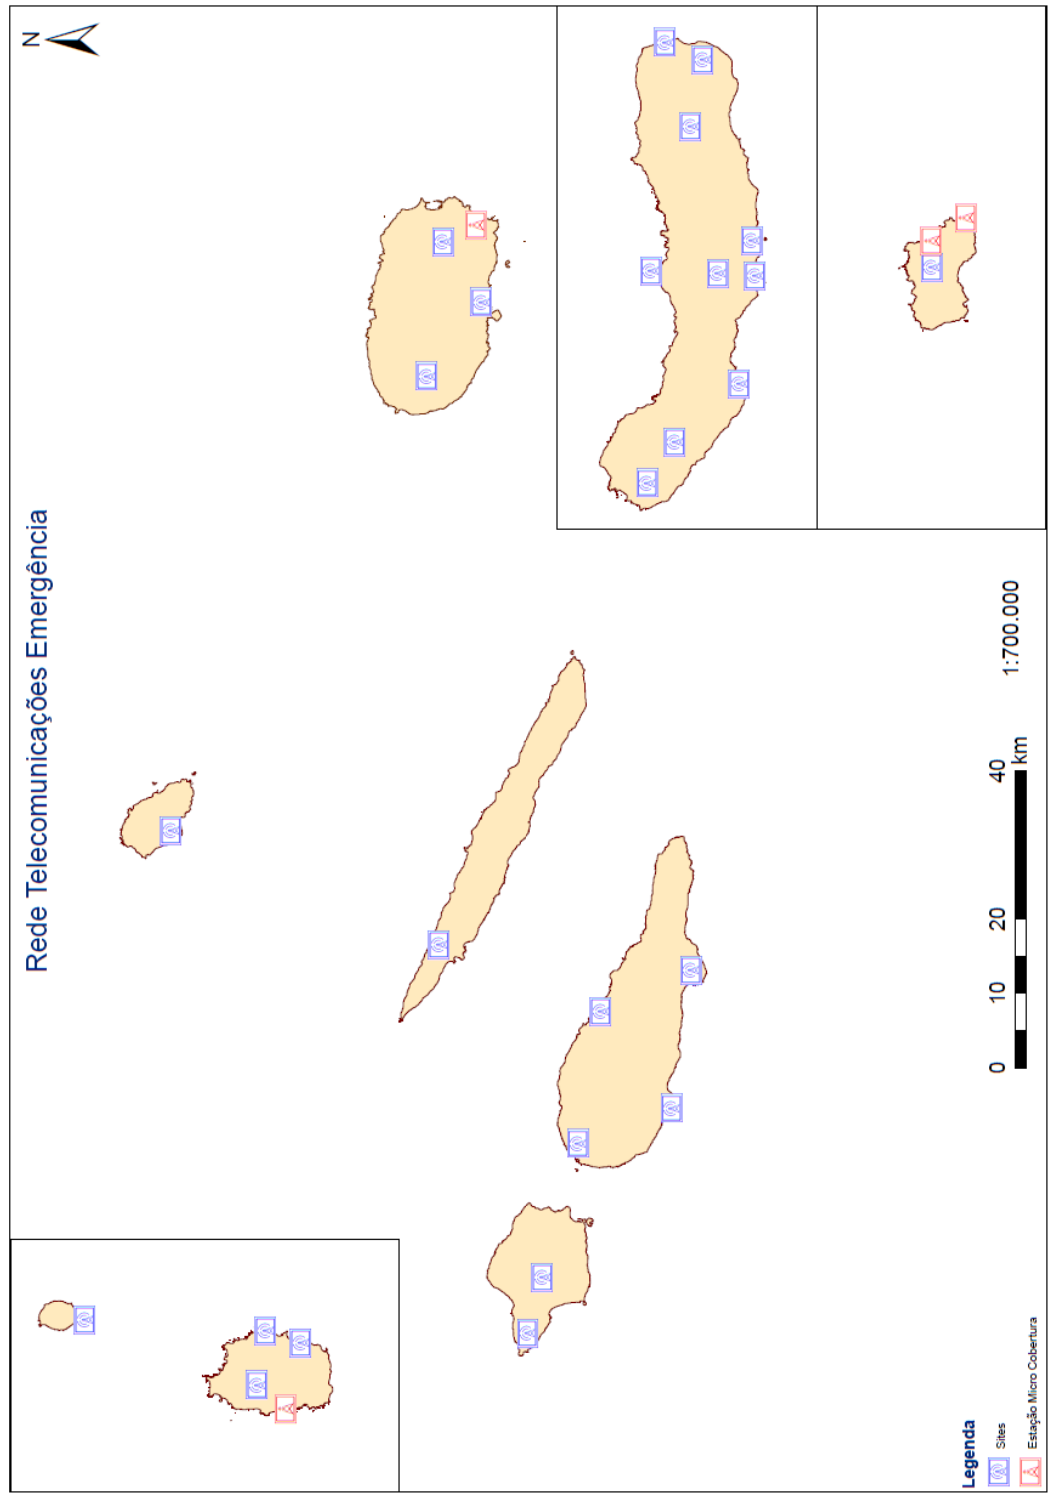 Rede Telecomunicações Emergência
N
Legenda
Sites
Estação Micro Cobertura
0 10 20 40
km
1:700.000